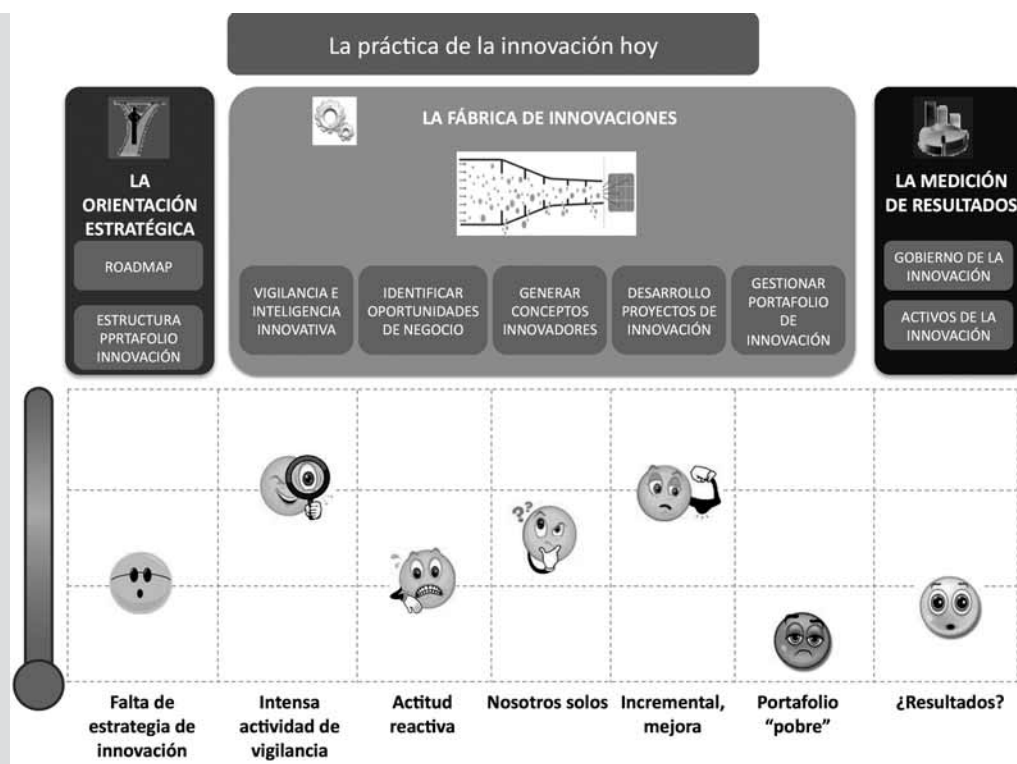 La práctica de la innovación hoy
LA
ORIENTACIÓN
ESTRATÉGICA
ROADMAP
ESTRUCTURA
PPRTAFOLIO
INNOVACIÓN
LA FÁBRICA DE INNOVACIONES
VIGILANCIA E
INTELIGENCIA
INNOVATIVA
IDENTIFICAR
OPORTUNIDADES
DE NEGOCIO
GENERAR
CONCEPTOS
INNOVADORES
DESARROLLO
PROYECTOS DE
INNOVACIÓN
GESTIONAR
PORTAFOLIO
DE
INNOVACIÓN
LA MEDICIÓN
DE RESULTADOS
GOBIERNO DE LA
INNOVACIÓN
ACTIVOS DE LA
INNOVACIÓN
??
Falta de
estrategia de
innovación
Intensa
actividad de
vigilancia
Actitud
reactiva
Nosotros solos
Incremental,
mejora
Portafolio
“pobre”
¿Resultados?